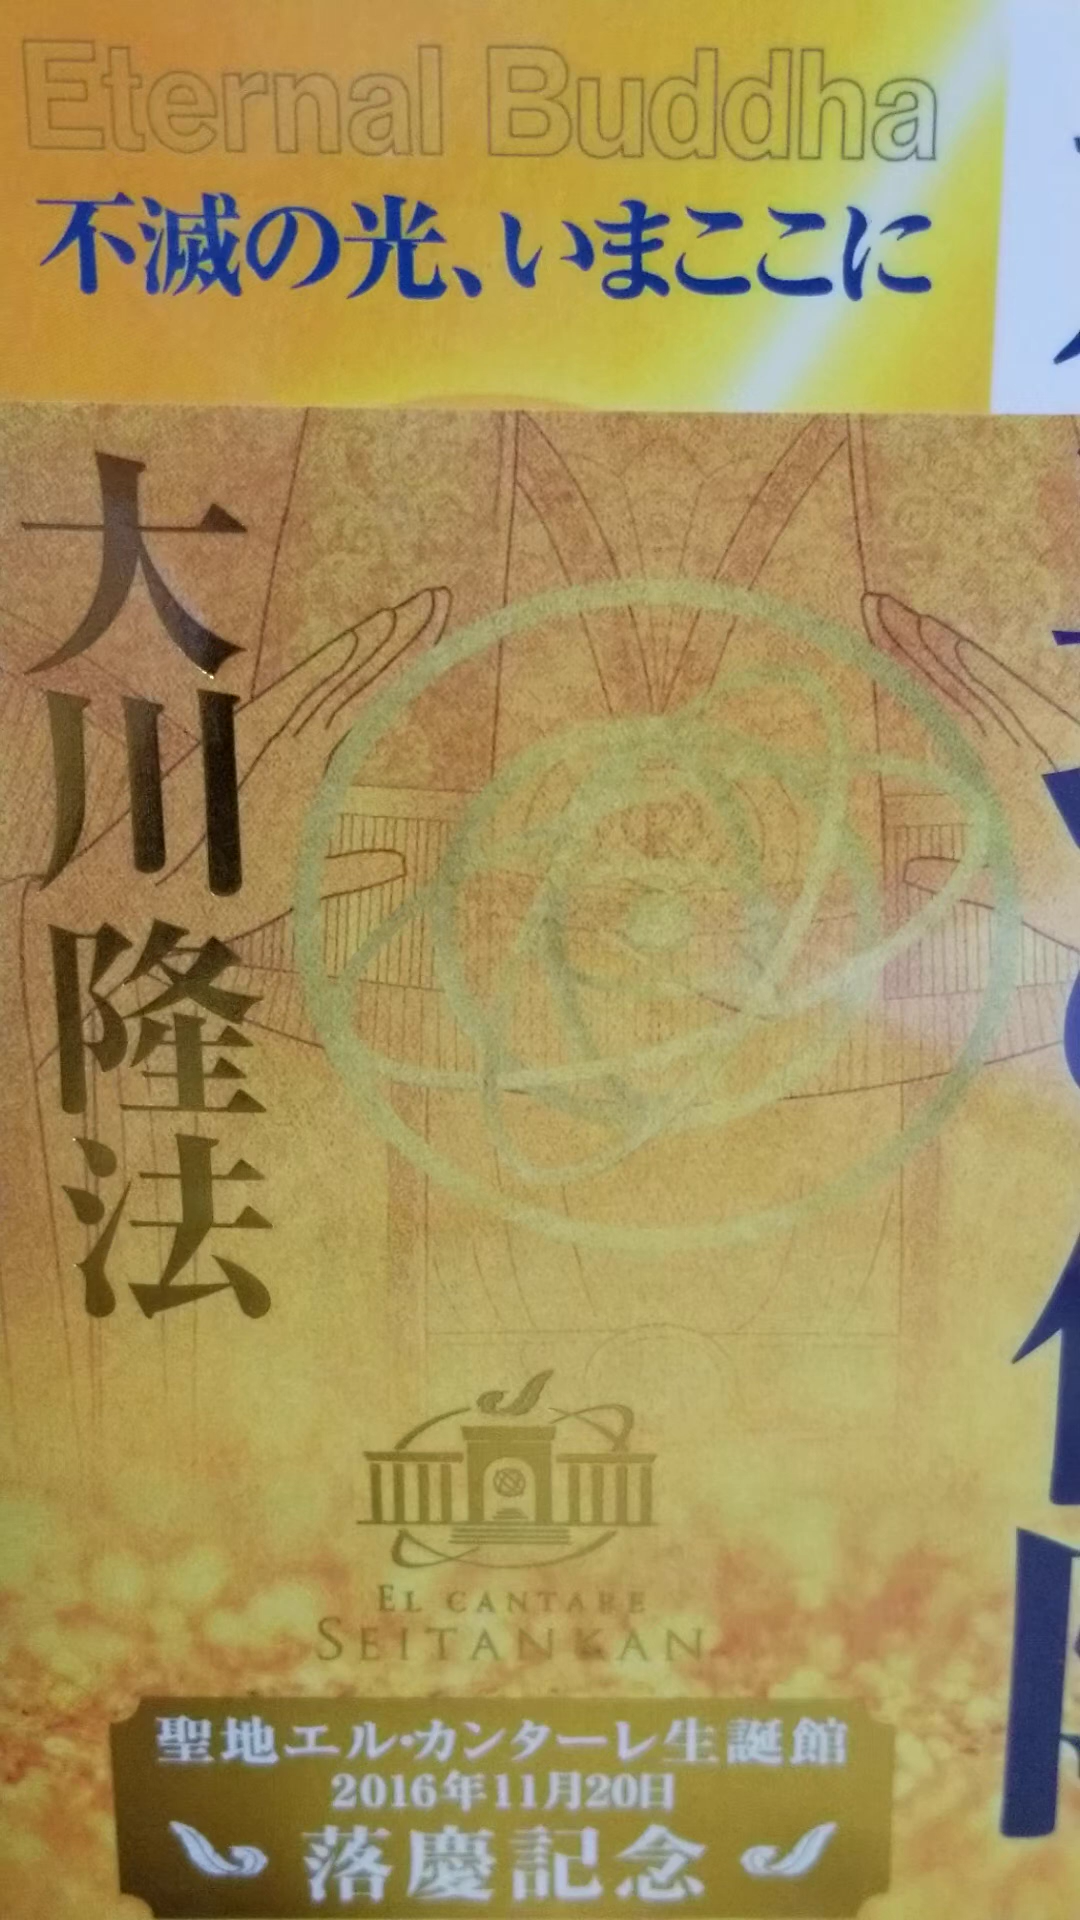 Eternal Buddha
不滅の光、いまここに
大川隆法
EL CANTARE
SEITANKAN
聖地エル・カンターレ生誕館
2016年11月20日
落慶記念